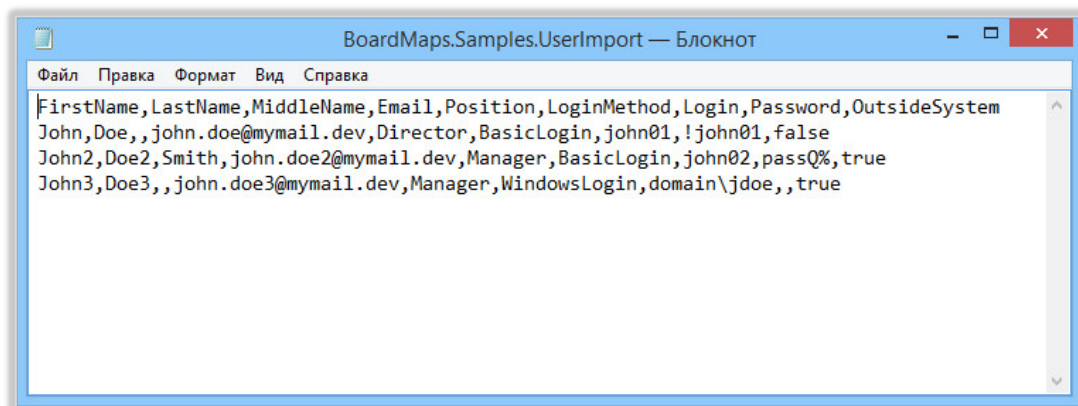 BoardMaps.Samples.UserImport — Блокнот
Файл Правка Формат Вид Справка
FirstName,LastName,MiddleName,Email,Position,LoginMethod,Login,Password,OutsideSystem
John,Doe,,john.doe@mymail.dev,Director,BasicLogin,john01,!john01,false
John2,Doe2,Smith,john.doe2@mymail.dev,Manager,BasicLogin,john02,passQ%,true
John3,Doe3,,john.doe3@mymail.dev,Manager,WindowsLogin,domain\jdoe,,true